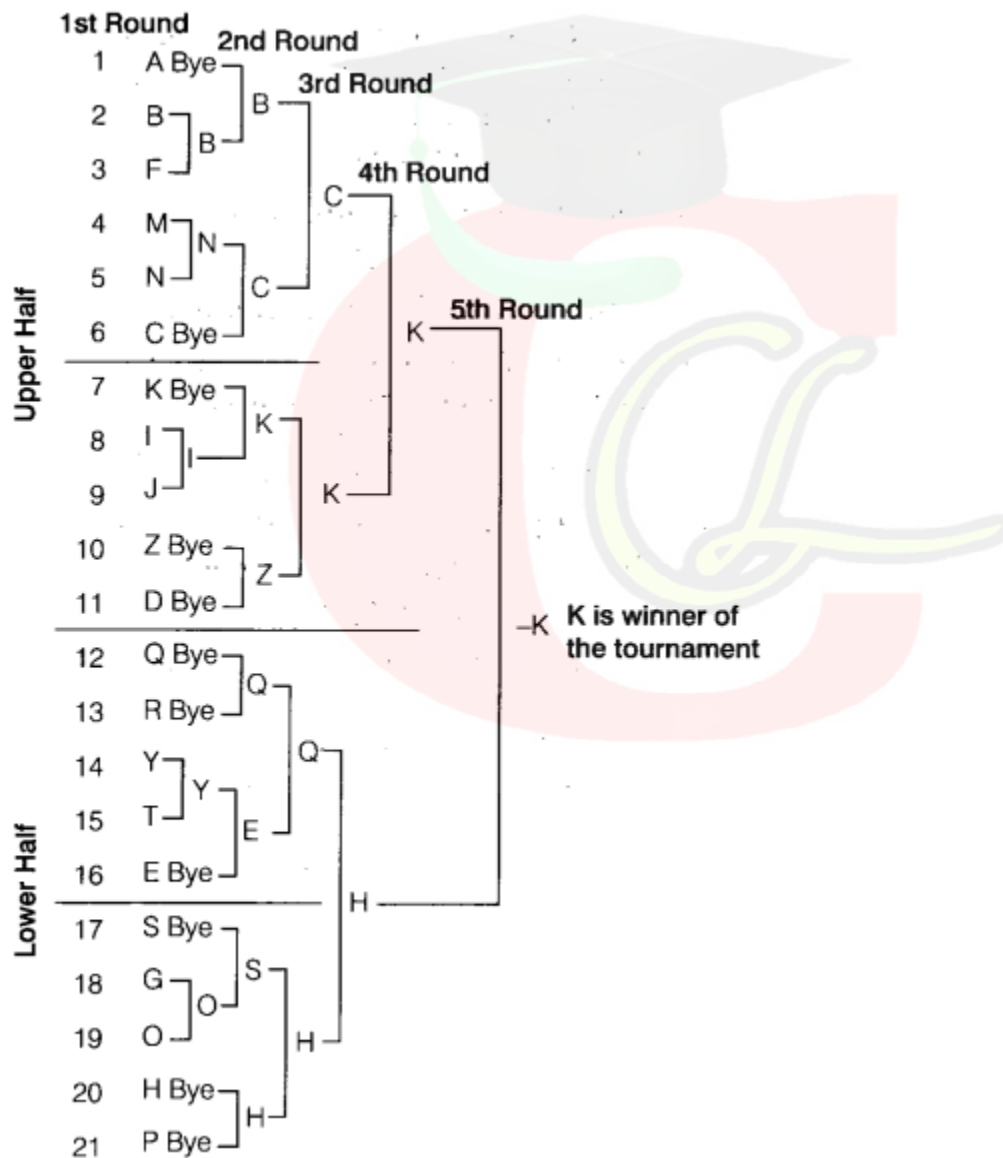 1st Round
2nd Round
1 A Bye
3rd Round
B
2 B
B
3 F
4th Round
C
4 M
N
5 N
C
5th Round
6 C Bye
K
Upper Half
7 K Bye
K
8 I
I
9 J
K
10 Z Bye
Z
11 D Bye
–K K is winner of
the tournament
12 Q Bye
Q
13 R Bye
Q
14 Y
Y
15 T
E
16 E Bye
Lower Half
H
17 S Bye
S
18 G
O
19 O
H
20 H Bye
H
21 P Bye
CL